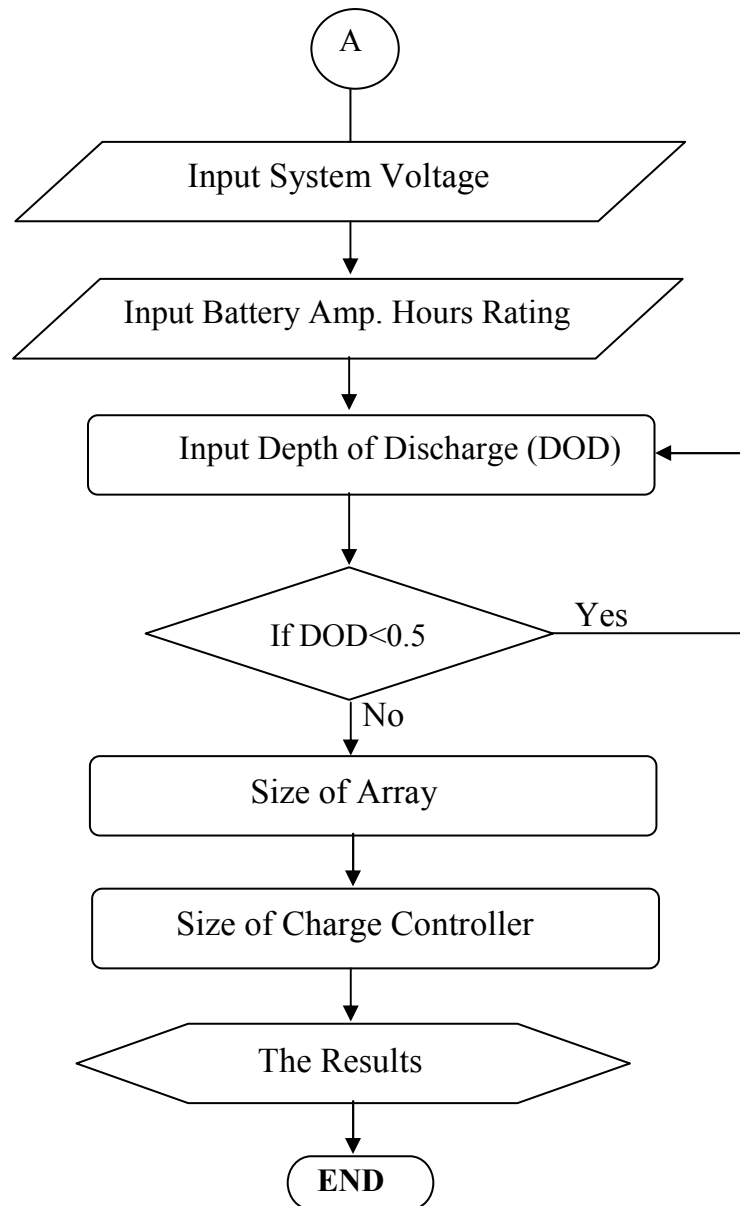 A
Input System Voltage
Input Battery Amp. Hours Rating
Input Depth of Discharge (DOD)
If DOD<0.5
Yes
No
Size of Array
Size of Charge Controller
The Results
END